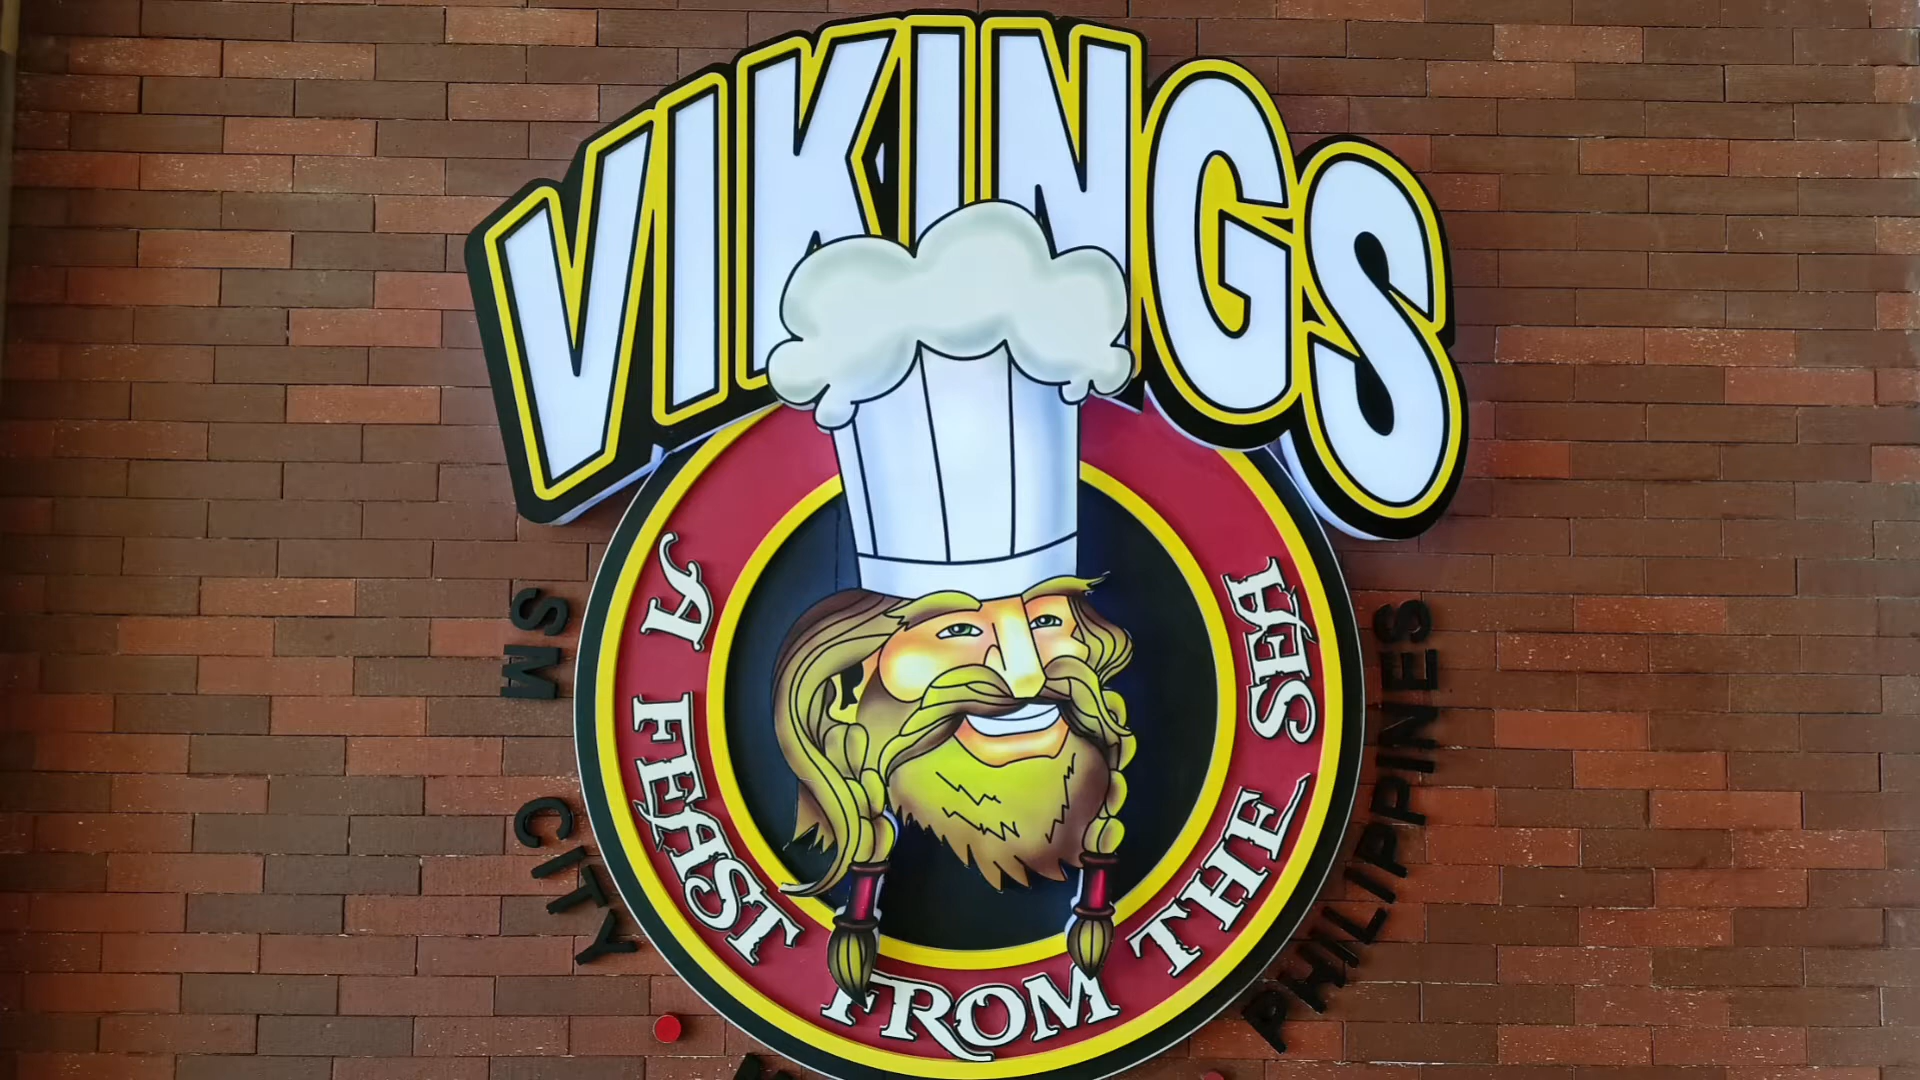 VIKINGS
A FEAST FROM THE SEA
SM CITY
PHILIPPINES